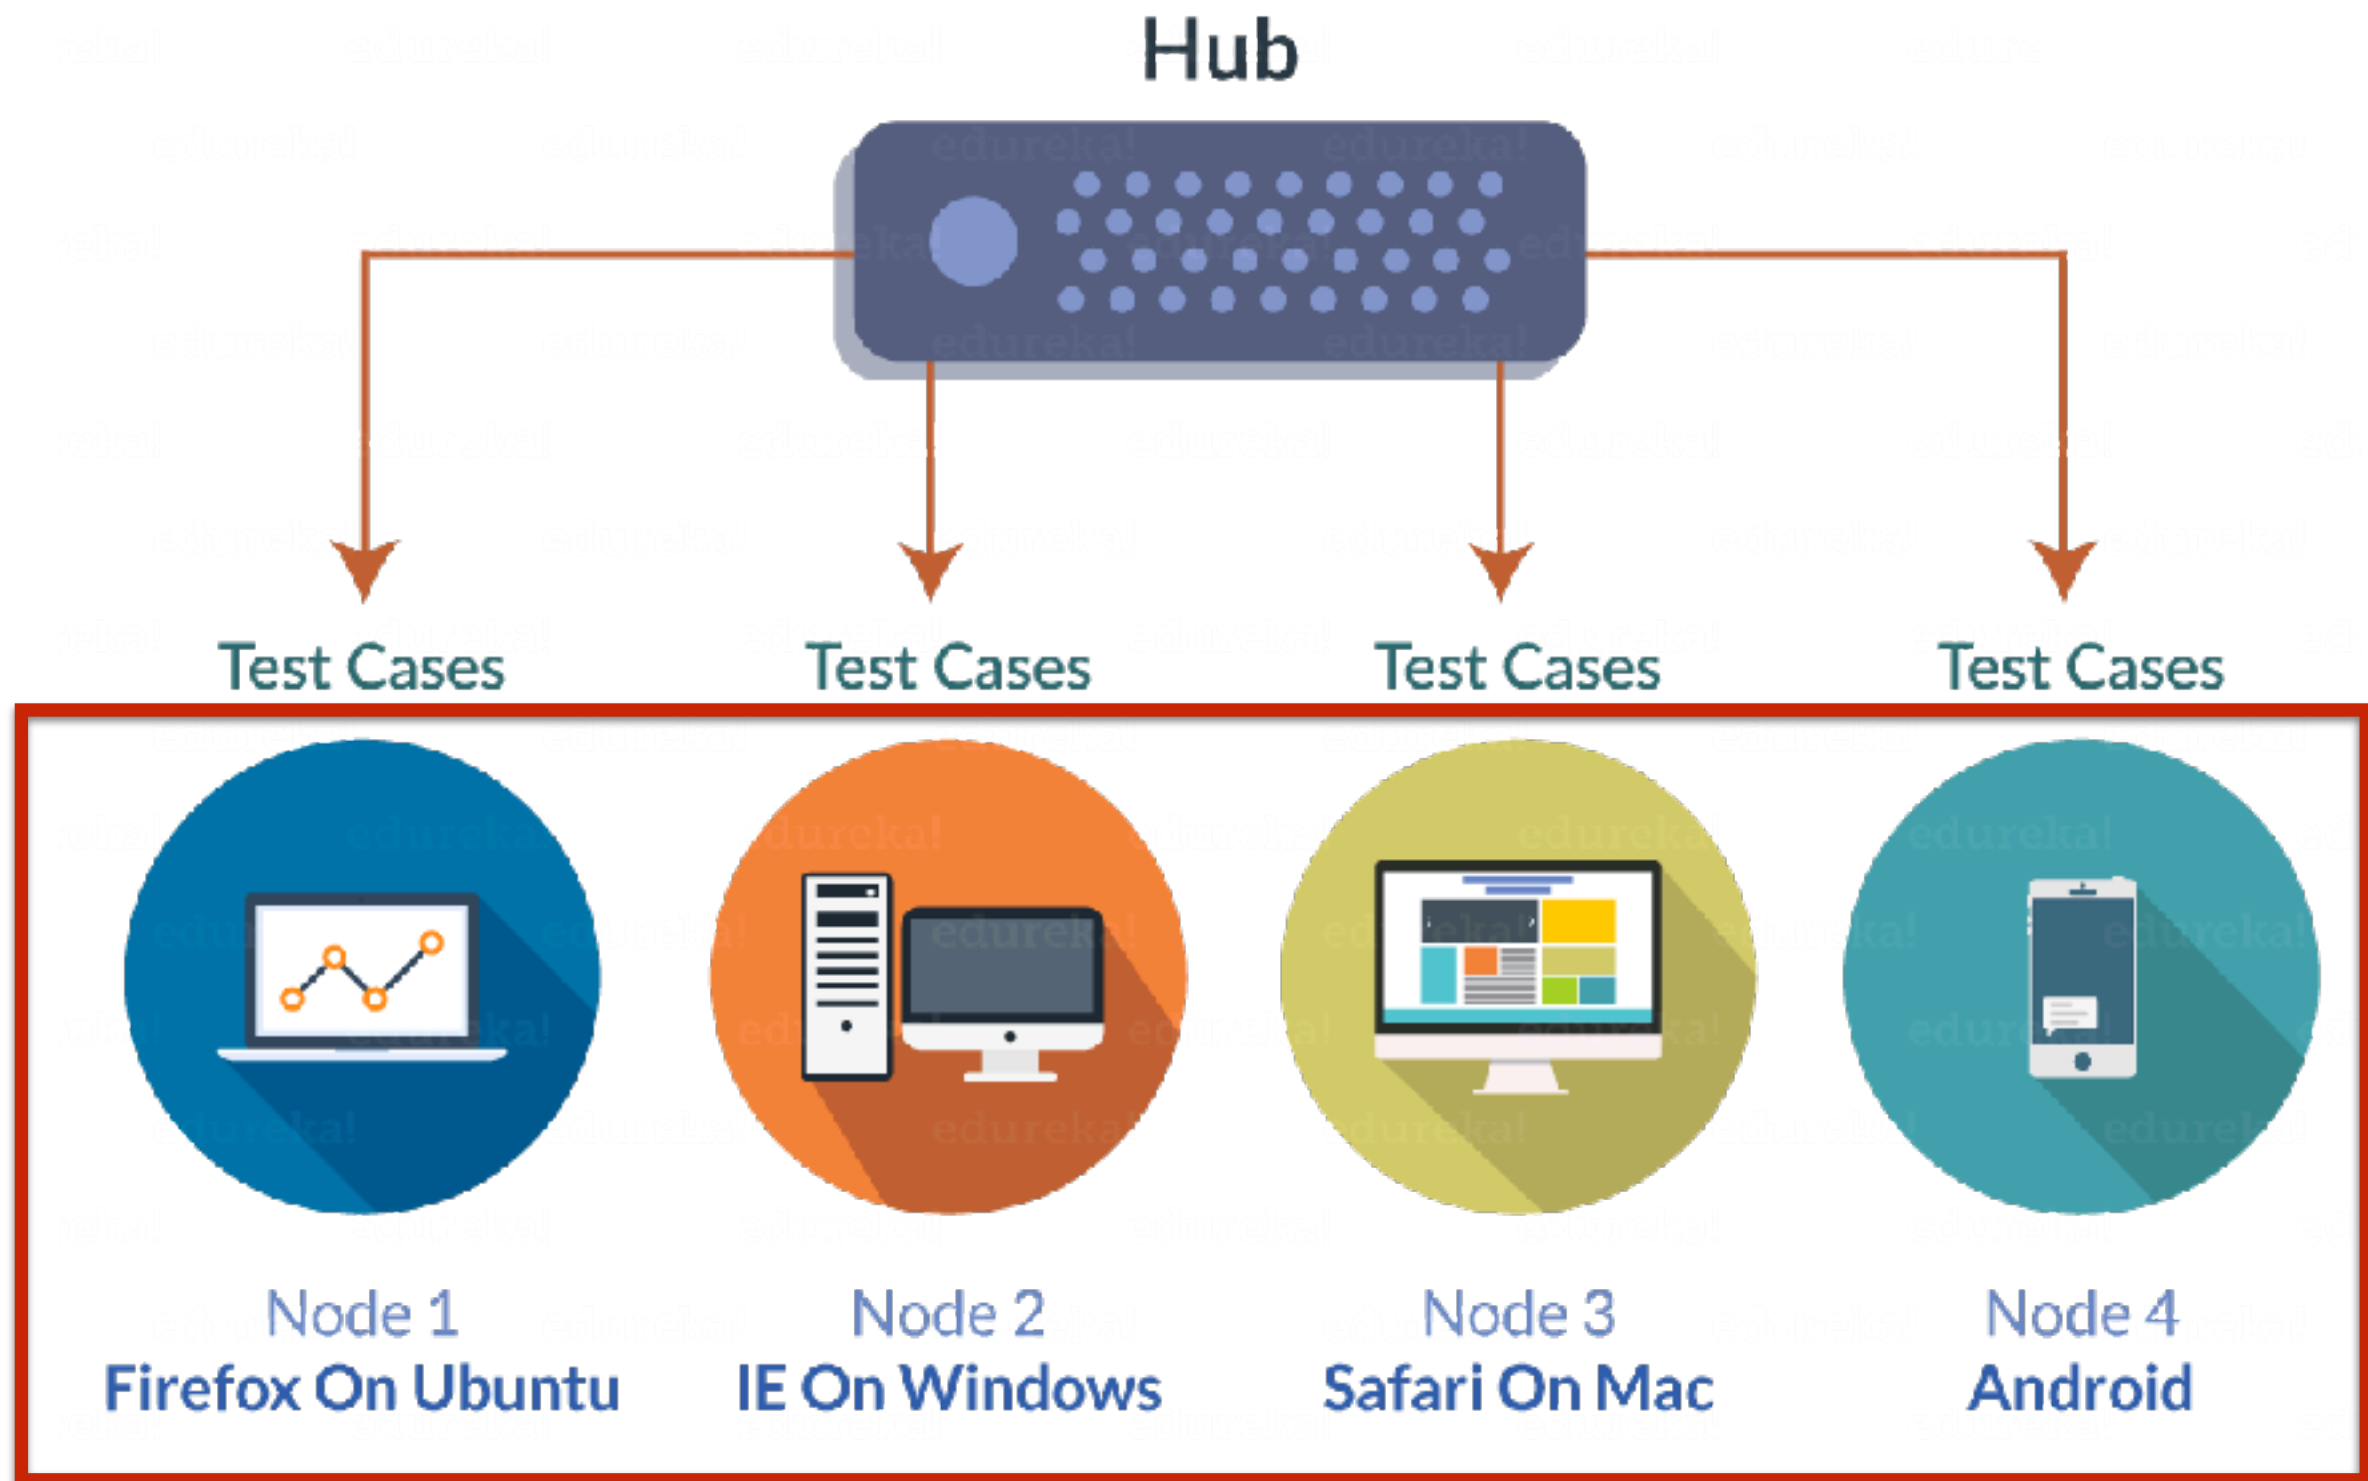 Hub
Test Cases
Test Cases
Test Cases
Test Cases
Node 1
Firefox On Ubuntu
Node 2
IE On Windows
Node 3
Safari On Mac
Node 4
Android
edureka!